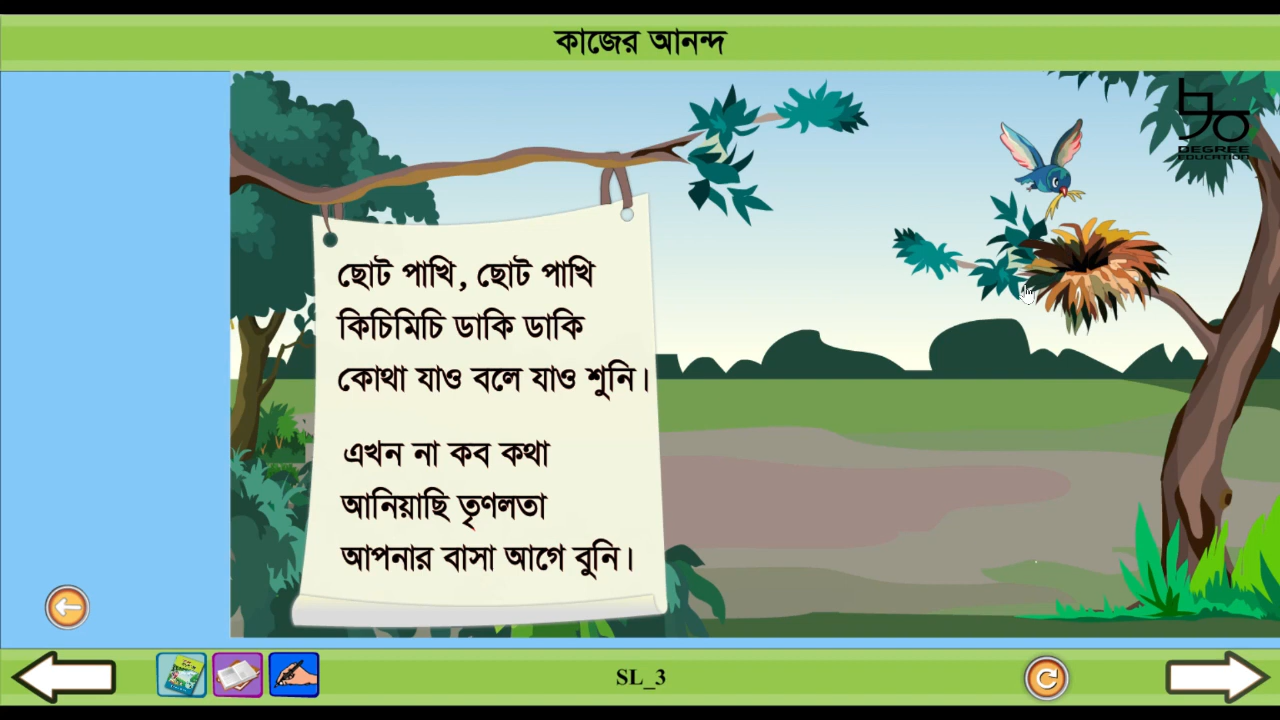 কাজের আনন্দ
DEGREE
EDUCATION
ছোট পাখি, ছোট পাখি
কিচিমিচি ডাকি ডাকি
কোথা যাও বলে যাও শুনি।
এখন না কব কথা
আনিয়াছি তৃণলতা
আপনার বাসা আগে বুনি।
SL_3